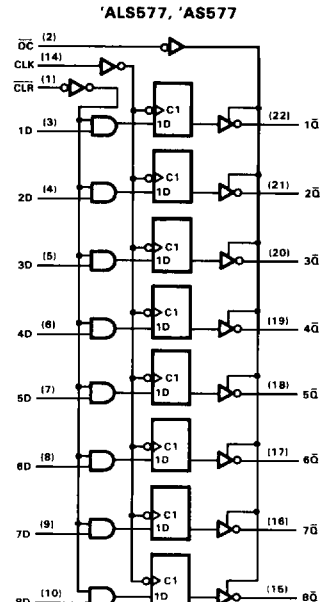 'ALS577, 'AS577
O̅C̅ (2)
CLK (14)
C̅L̅R̅ (1)
C1
1D (3) 1D (22) 1Q̅
C1
2D (4) 1D (21) 2Q̅
C1
3D (5) 1D (20) 3Q̅
C1
4D (6) 1D (19) 4Q̅
C1
5D (7) 1D (18) 5Q̅
C1
6D (8) 1D (17) 6Q̅
C1
7D (9) 1D (16) 7Q̅
C1
8D (10) 1D (15) 8Q̅